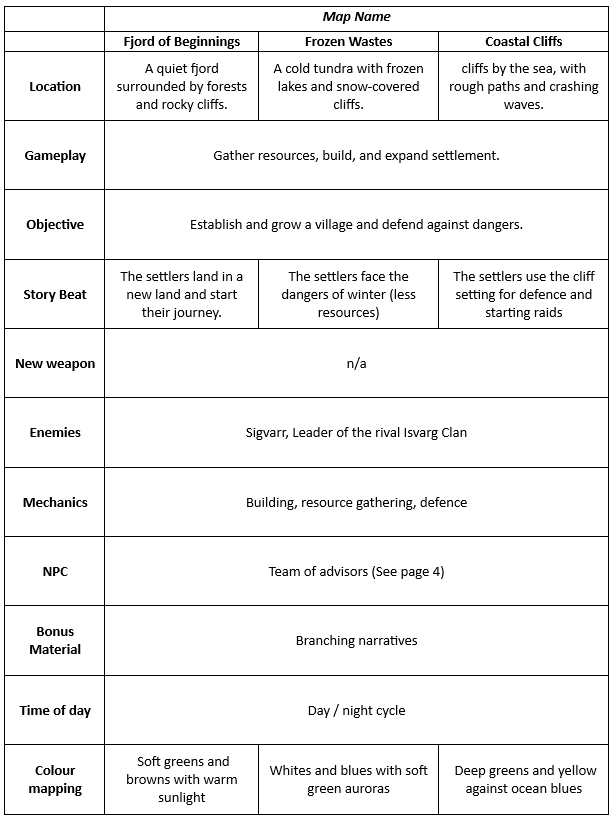 Map Name
Fjord of Beginnings
Frozen Wastes
Coastal Cliffs
Location
A quiet fjord
surrounded by forests
and rocky cliffs.
A cold tundra with frozen
lakes and snow-covered
cliffs.
cliffs by the sea, with
rough paths and crashing
waves.
Gameplay
Gather resources, build, and expand settlement.
Objective
Establish and grow a village and defend against dangers.
Story Beat
The settlers land in a
new land and start
their journey.
The settlers face the
dangers of winter (less
resources)
The settlers use the cliff
setting for defence and
starting raids
New weapon
n/a
Enemies
Sigvarr, Leader of the rival Isvarg Clan
Mechanics
Building, resource gathering, defence
NPC
Team of advisors (See page 4)
Bonus
Material
Branching narratives
Time of day
Day / night cycle
Colour
mapping
Soft greens and
browns with warm
sunlight
Whites and blues with soft
green auroras
Deep greens and yellow
against ocean blues